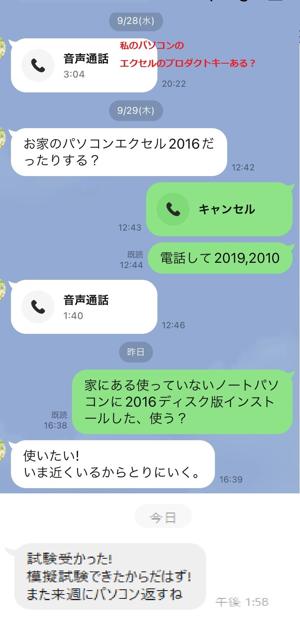 9/28(水)
私のパソコンの
音声通話
エクセルのプロダクトキーある？
3:04
20:22
9/29(木)
お家のパソコンエクセル2016だ
ったりする？
12:42
キャンセル
12:43
既読
12:44
電話して2019,2010
音声通話
1:40
12:46
昨日
家にある使っていないノートパソ
コンに2016ディスク版インスト
ールした、使う？
既読
16:38
使いたい!
いま近くいるからとりにいく。
16:39
今日
試験受かった!
模擬試験できたからだはず!
また来週にパソコン返すね
午後 1:58